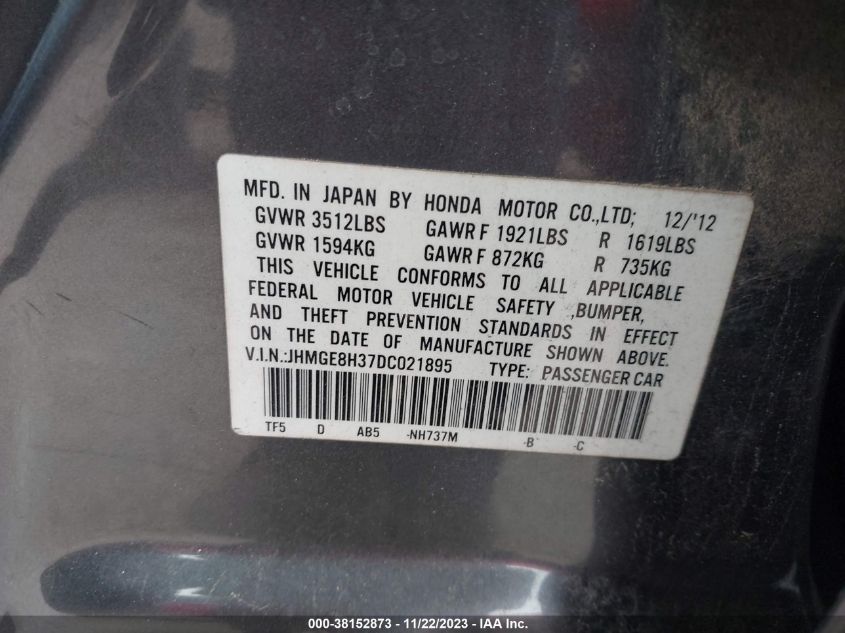 MFD. IN JAPAN BY HONDA MOTOR CO.,LTD; 12/'12
GVWR 3512LBS GAWR F 1921LBS R 1619LBS
GVWR 1594KG GAWR F 872KG R 735KG
THIS VEHICLE CONFORMS TO ALL APPLICABLE
FEDERAL MOTOR VEHICLE SAFETY ,BUMPER,
AND THEFT PREVENTION STANDARDS IN EFFECT
ON THE DATE OF MANUFACTURE SHOWN ABOVE.
V.I.N.:JHMGE8H37DC021895 TYPE: PASSENGER CAR
TF5 D AB5 -NH737M -B -C
000-38152873 - 11/22/2023 - IAA Inc.